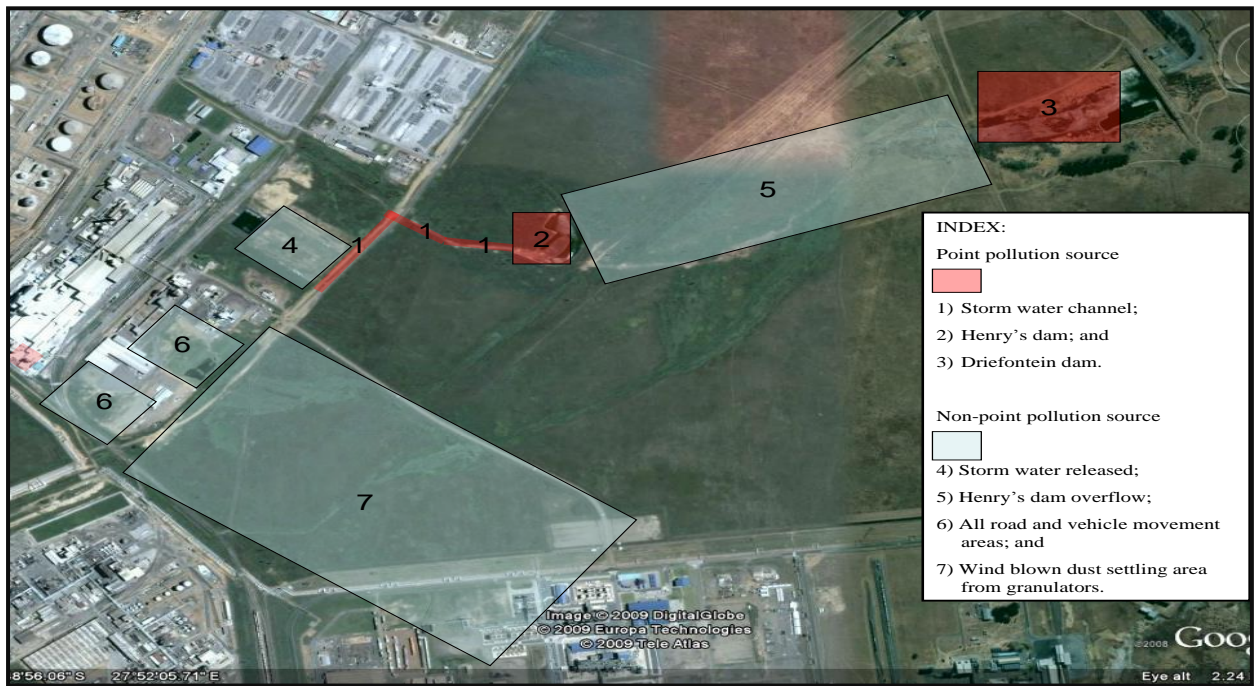 3
5
1
1
4
1
2
6
6
7
INDEX:
Point pollution source
1) Storm water channel;
2) Henry's dam; and
3) Driefontein dam.
Non-point pollution source
4) Storm water released;
5) Henry's dam overflow;
6) All road and vehicle movement
areas; and
7) Wind blown dust settling area
from granulators.
Image © 2009 DigitalGlobe
© 2009 Europa Technologies
© 2009 Tele Atlas
©2008 Goo
8'56.06" S 27°52'05.71" E
Eye alt 2.24